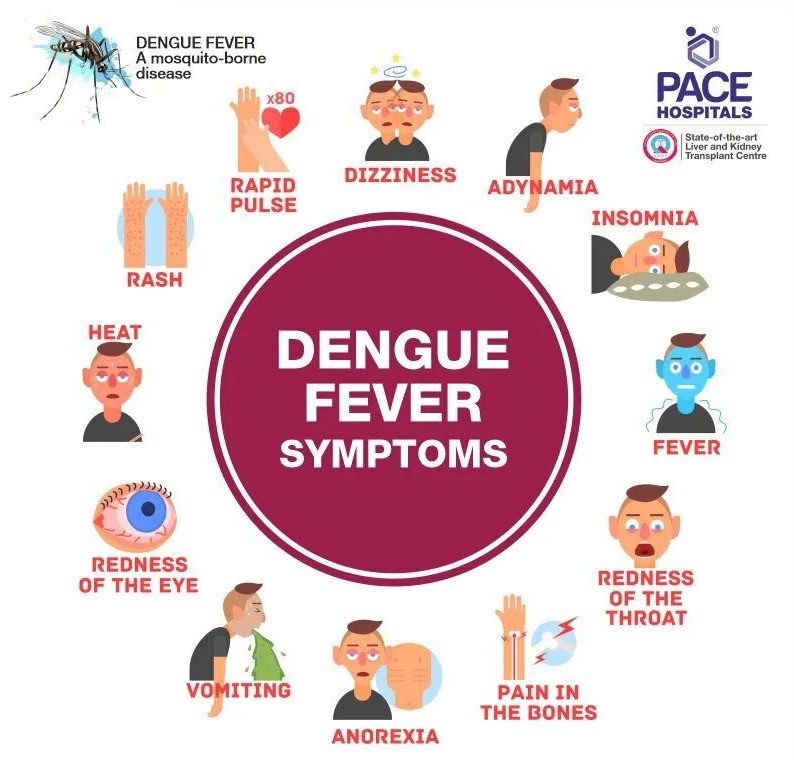 DENGUE FEVER
A mosquito-borne
disease
PACE
HOSPITALS
State-of-the-art
Liver and Kidney
Transplant Centre
x80
RAPID
PULSE
DIZZINESS
ADYNAMIA
INSOMNIA
RASH
HEAT
DENGUE
FEVER
SYMPTOMS
FEVER
REDNESS
OF THE EYE
REDNESS
OF THE
THROAT
VOMITING
PAIN IN
THE BONES
ANOREXIA